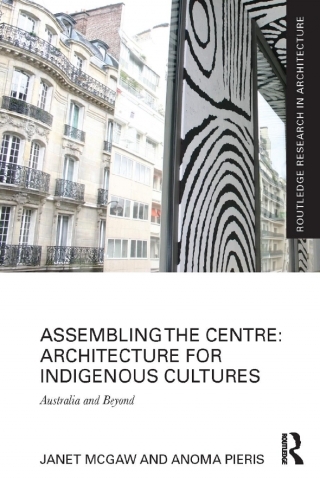 ROUTLEDGE RESEARCH IN ARCHITECTURE
ASSEMBLING THE CENTRE:
ARCHITECTURE FOR
INDIGENOUS CULTURES
Australia and Beyond
JANET MCGAW AND ANOMA PIERIS
ROUTLEDGE